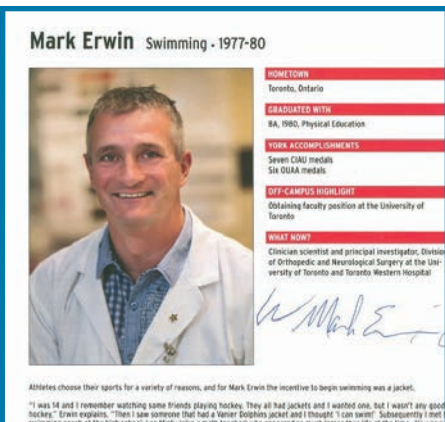 Mark Erwin Swimming - 1977-80
HOMETOWN
Toronto, Ontario
GRADUATED WITH
BA, 1980, Physical Education
YORK ACCOMPLISHMENTS
Seven CIAU medals
Six OUAA medals
OFF-CAMPUS HIGHLIGHT
Obtaining faculty position at the University of
Toronto
WHAT NOW?
Clinician scientist and principal investigator, Division
of Orthopedic and Neurological Surgery at the Uni-
versity of Toronto and Toronto Western Hospital
W Mark E
Athletes choose their sports for a variety of reasons, and for Mark Erwin the incentive to begin swimming was a jacket.
"I was 14 and I remember watching some friends playing hockey. They all had jackets and I wanted one, but I wasn't any good
hockey," Erwin explains. "Then I saw someone that had a Vanier Dolphins jacket and I thought 'I can swim!' Subsequently I met